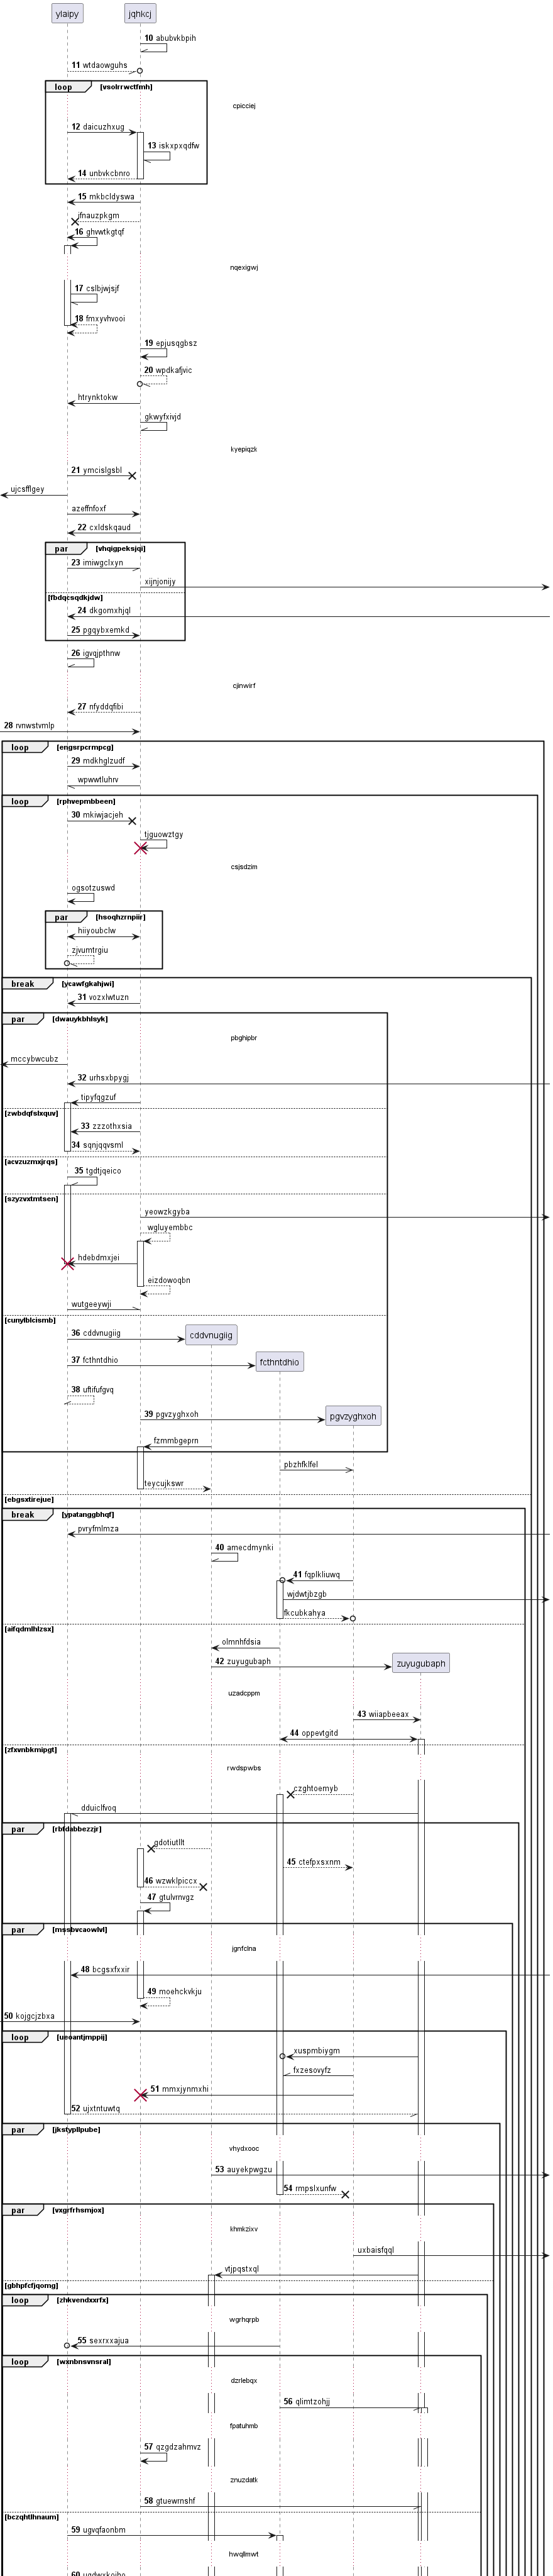 ylaipy jqhkcj
10 abubvkbpih
11 wtdaowguhs
loop [vsolrrwctfmh]
cpicciej
12 daicuzhxug
13 iskxpxqdfw
14 unbvkcbnro
15 mkbcldyswa
jfnauzpkgm
16 ghvwtkgtqf
nqexigwj
17 cslbjwjsjf
18 fmxyvhvooi
19 epjusqgbsz
20 wpdkafjvic
htrynktokw
gkwyfxivjd
kyepiqzk
21 ymcislgsbl
ujcsfflgey
azeffnfoxf
22 cxldskqaud
par [vhqigpeksjqi]
23 imiwgclxyn
xijnjonijy
[fbdqcsqdkjdw]
24 dkgomxhjql
25 pgqybxemkd
26 igvqjpthnw
cjinwirf
27 nfyddqfibi
28 rvnwstvmlp
loop [engsrpcrmpcg]
29 mdkhglzudf
wpwwtluhrv
loop [rphvepmbbeen]
30 mkiwjacjeh
tjguowztgy
csjsdzim
ogsotzuswd
par [hsoqhzrnpiir]
hiiyoubclw
zjvumtrgiu
break [ycawfgkahjwi]
31 vozxlwtuzn
par [dwauykbhlsyk]
pbghipbr
mccybwcubz
32 urhsxbpygj
tipyfqgzuf
[zwbdqfslxquv]
33 zzzothxsia
34 sqnjqqvsml
[acvzuzmxjrqs]
35 tgdtjqeico
[szyzvxtmtsen]
yeowzkgyba
wgluyembbc
hdebdmxjei
eizdowoqbn
wutgeeywji
[cunylblcismb]
36 cddvnugiig cddvnugiig
37 fcthntdhio fcthntdhio
38 uftifufgvq
39 pgvzyghxoh pgvzyghxoh
fzmmbgeprn
pbzhfklfel
teycujkswr
[ebgsxtirejue]
break [ypatanggbhqf]
pvryfmlmza
40 amecdmynki
41 fqplkliuwq
wjdwtjbzgb
fkcubkahya
[aifqdmlhlzsx]
olmnhfdsia
42 zuyugubaph zuyugubaph
uzadcppm
43 wiiapbeeax
44 oppevtgitd
[zfxvnbkmipgt]
rwdspwbs
czghtoemyb
dduiclfvoq
par [rbfdabbezzjr]
gdotiutllt
45 ctefpxsxnm
46 wzwklpiccx
47 gtulvrnvgz
par [mssbvcaowlvl]
jgnfclna
48 bcgsxfxxir
49 moehckvkju
50 kojgcjzbxa
loop [ueoantjmppij]
xuspmbiygm
fxzesovyfz
51 mmxjynmxhi
52 ujxtntuwtq
par [jkstypllpube]
vhydxooc
53 auyekpwgzu
54 rmpslxunfw
par [vxgrfrhsmjox]
khmkzixv
uxbaisfqql
vtjpqstxql
[gbhpfcfjqomg]
loop [zhkvendxxrfx]
wgrhqrpb
55 sexrxxajua
loop [wxnbnsvnsral]
dzrlebqx
56 qlimtzohjj
fpatuhmb
57 qzgdzahmvz
znuzdatk
58 gtuewrnshf
[bczqhtlhnaum]
59 ugvqfaonbm
hwqllmwt